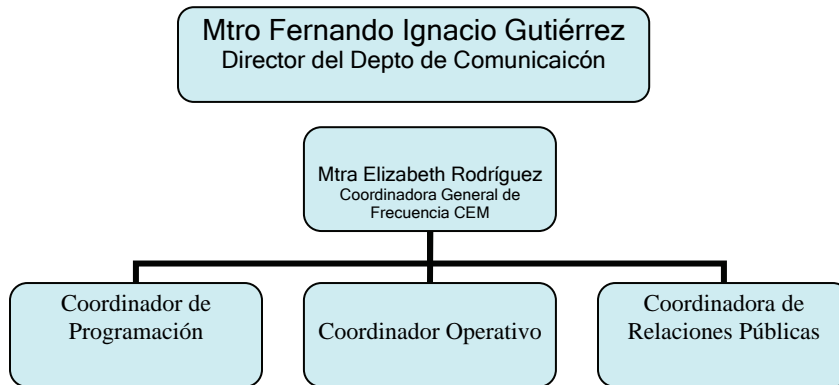 Mtro Fernando Ignacio Gutiérrez
Director del Depto de Comunicaicón
Mtra Elizabeth Rodríguez
Coordinadora General de
Frecuencia CEM
Coordinador de
Programación
Coordinador Operativo
Coordinadora de
Relaciones Públicas